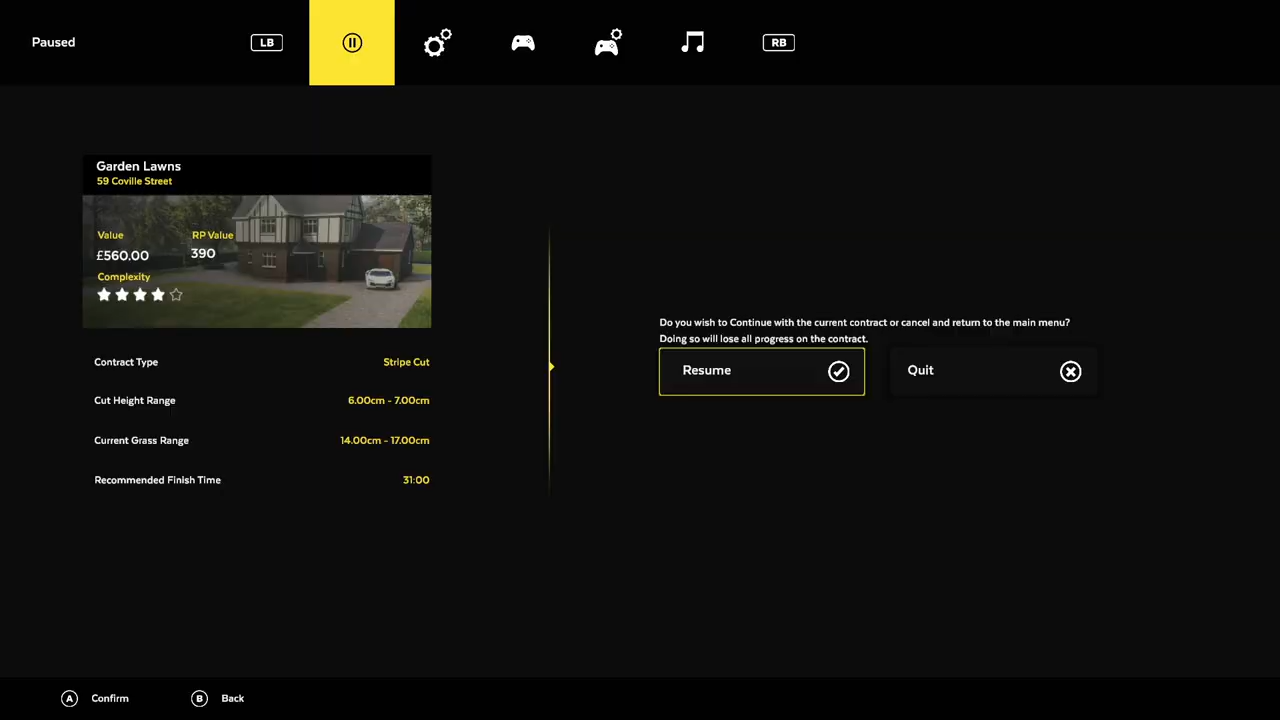 Paused
LB
RB
Garden Lawns
59 Coville Street
Value
RP Value
£560.00
390
Complexity
Contract Type
Stripe Cut
Cut Height Range
6.00cm - 7.00cm
Current Grass Range
14.00cm - 17.00cm
Recommended Finish Time
31:00
Do you wish to Continue with the current contract or cancel and return to the main menu?
Doing so will lose all progress on the contract.
Resume
Quit
A Confirm
B Back